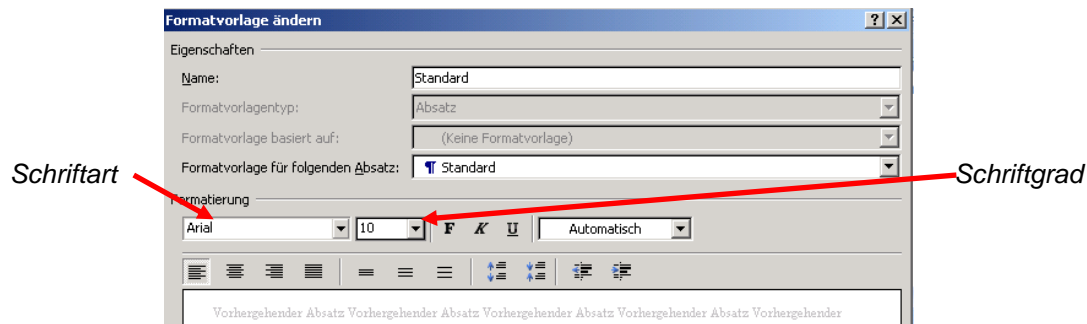 Formatvorlage ändern
Eigenschaften
Name: Standard
Formatvorlagentyp: Absatz
Formatvorlage basiert auf: (Keine Formatvorlage)
Formatvorlage für folgenden Absatz: ¶ Standard
Schriftart
Schriftgrad
Formatierung
Arial 10 F K U Automatisch
Vorhergehender Absatz Vorhergehender Absatz Vorhergehender Absatz Vorhergehender Absatz Vorhergehender